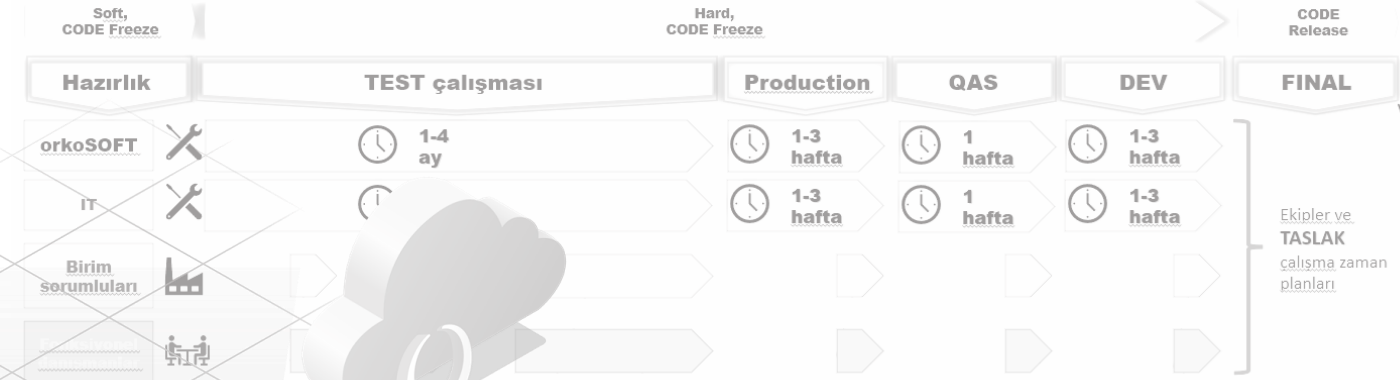 Soft,
CODE Freeze
Hard,
CODE Freeze
CODE
Release
Hazırlık
TEST çalışması
Production
QAS
DEV
FINAL
orkoSOFT
1-4
ay
1-3
hafta
1
hafta
1-3
hafta
IT
1-3
hafta
1
hafta
1-3
hafta
Birim
sorumluları
Ekipler ve
TASLAK
çalışma zaman
planları